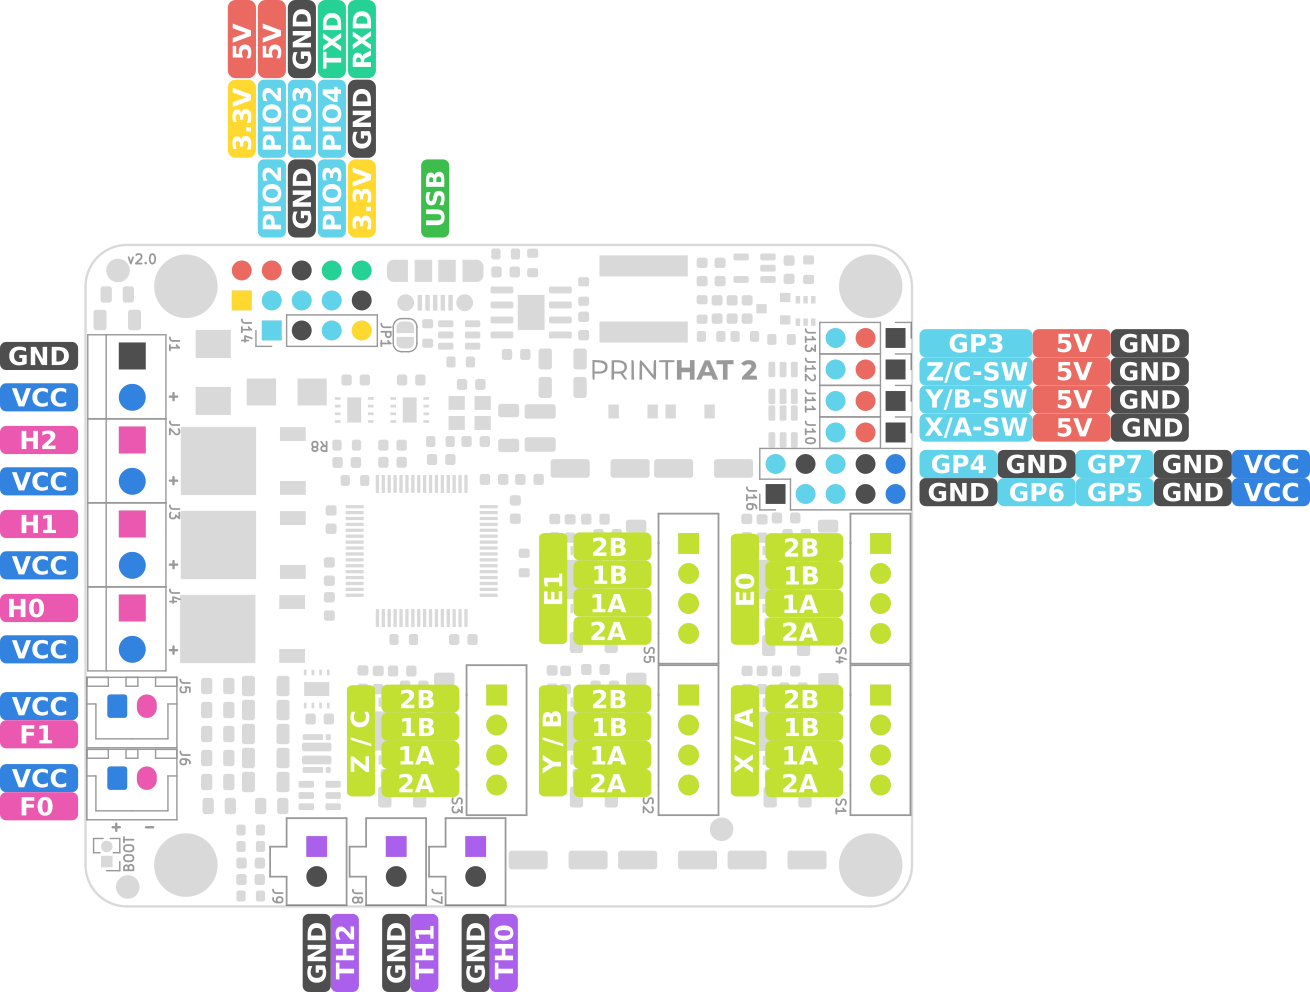 5V 5V GND TXD RXD
3.3V PIO2 PIO3 PIO4 GND
PIO2 GND PIO3 3.3V
USB
v2.0
J14
JP1
PRINTHAT 2
R8
GND
VCC
J1
+
H2
VCC
J2
+
H1
VCC
J3
+
H0
VCC
J4
+
VCC
F1
J5
VCC
F0
J6
+ -
BOOT
J13
GP3 5V GND
J12
Z/C-SW 5V GND
J11
Y/B-SW 5V GND
J10
X/A-SW 5V GND
GP4 GND GP7 GND VCC
J16
GND GP6 GP5 GND VCC
E1
2B
1B
1A
2A
S5
E0
2B
1B
1A
2A
S4
Z / C
2B
1B
1A
2A
S3
Y / B
2B
1B
1A
2A
S2
X / A
2B
1B
1A
2A
S1
J9
J8
J7
GND TH2
GND TH1
GND TH0